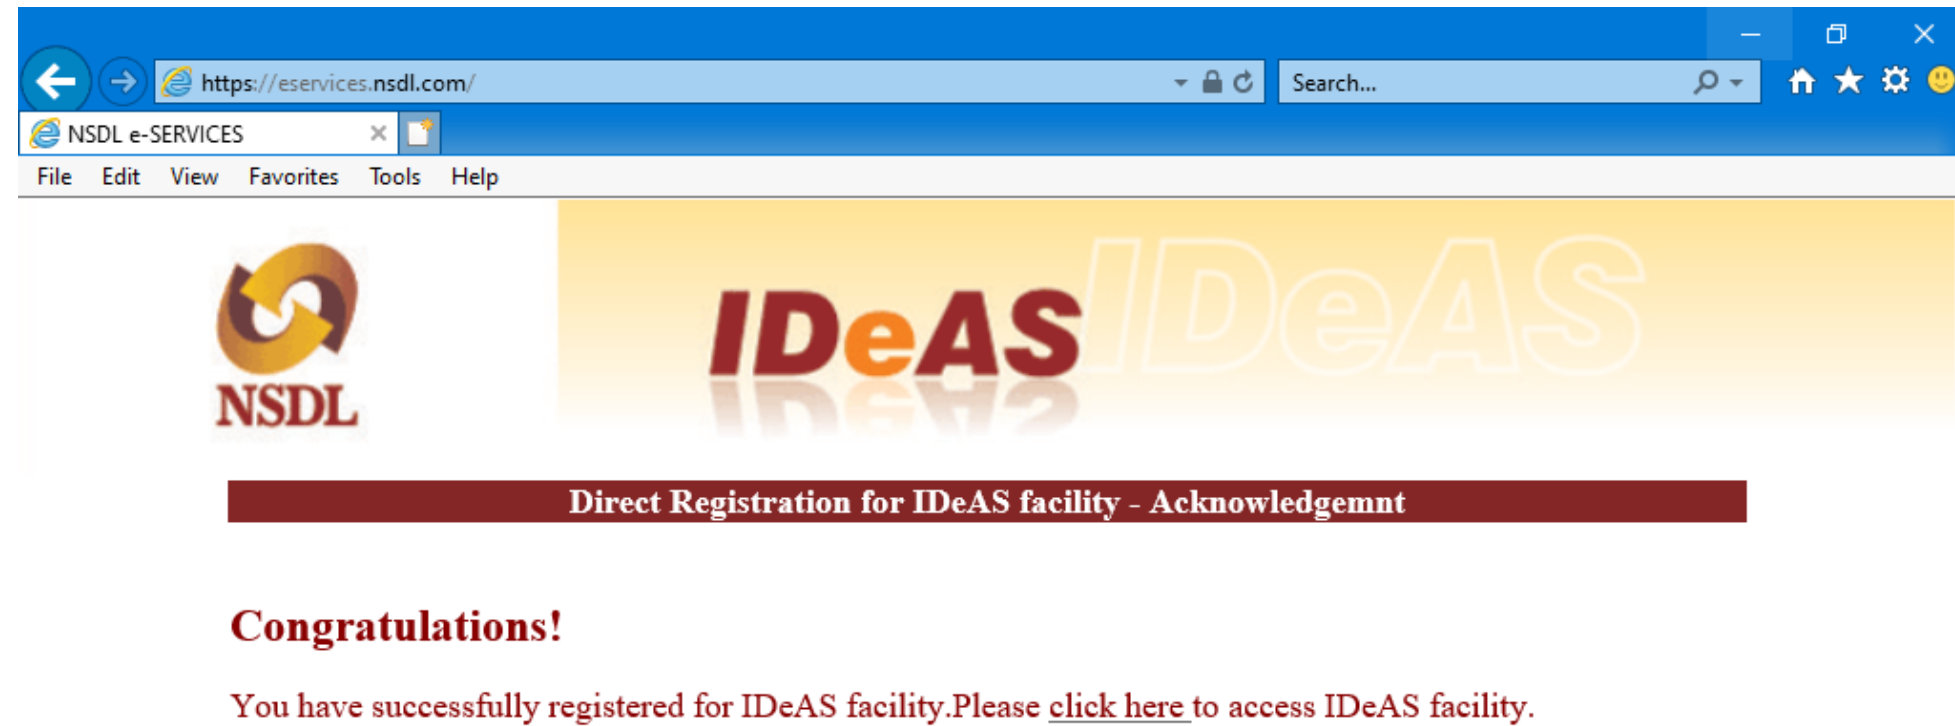 https://eservices.nsdl.com/
Search...
NSDL e-SERVICES
File Edit View Favorites Tools Help
NSDL
IDeAS
IDeAS
Direct Registration for IDeAS facility - Acknowledgemnt
Congratulations!
You have successfully registered for IDeAS facility.Please click here to access IDeAS facility.